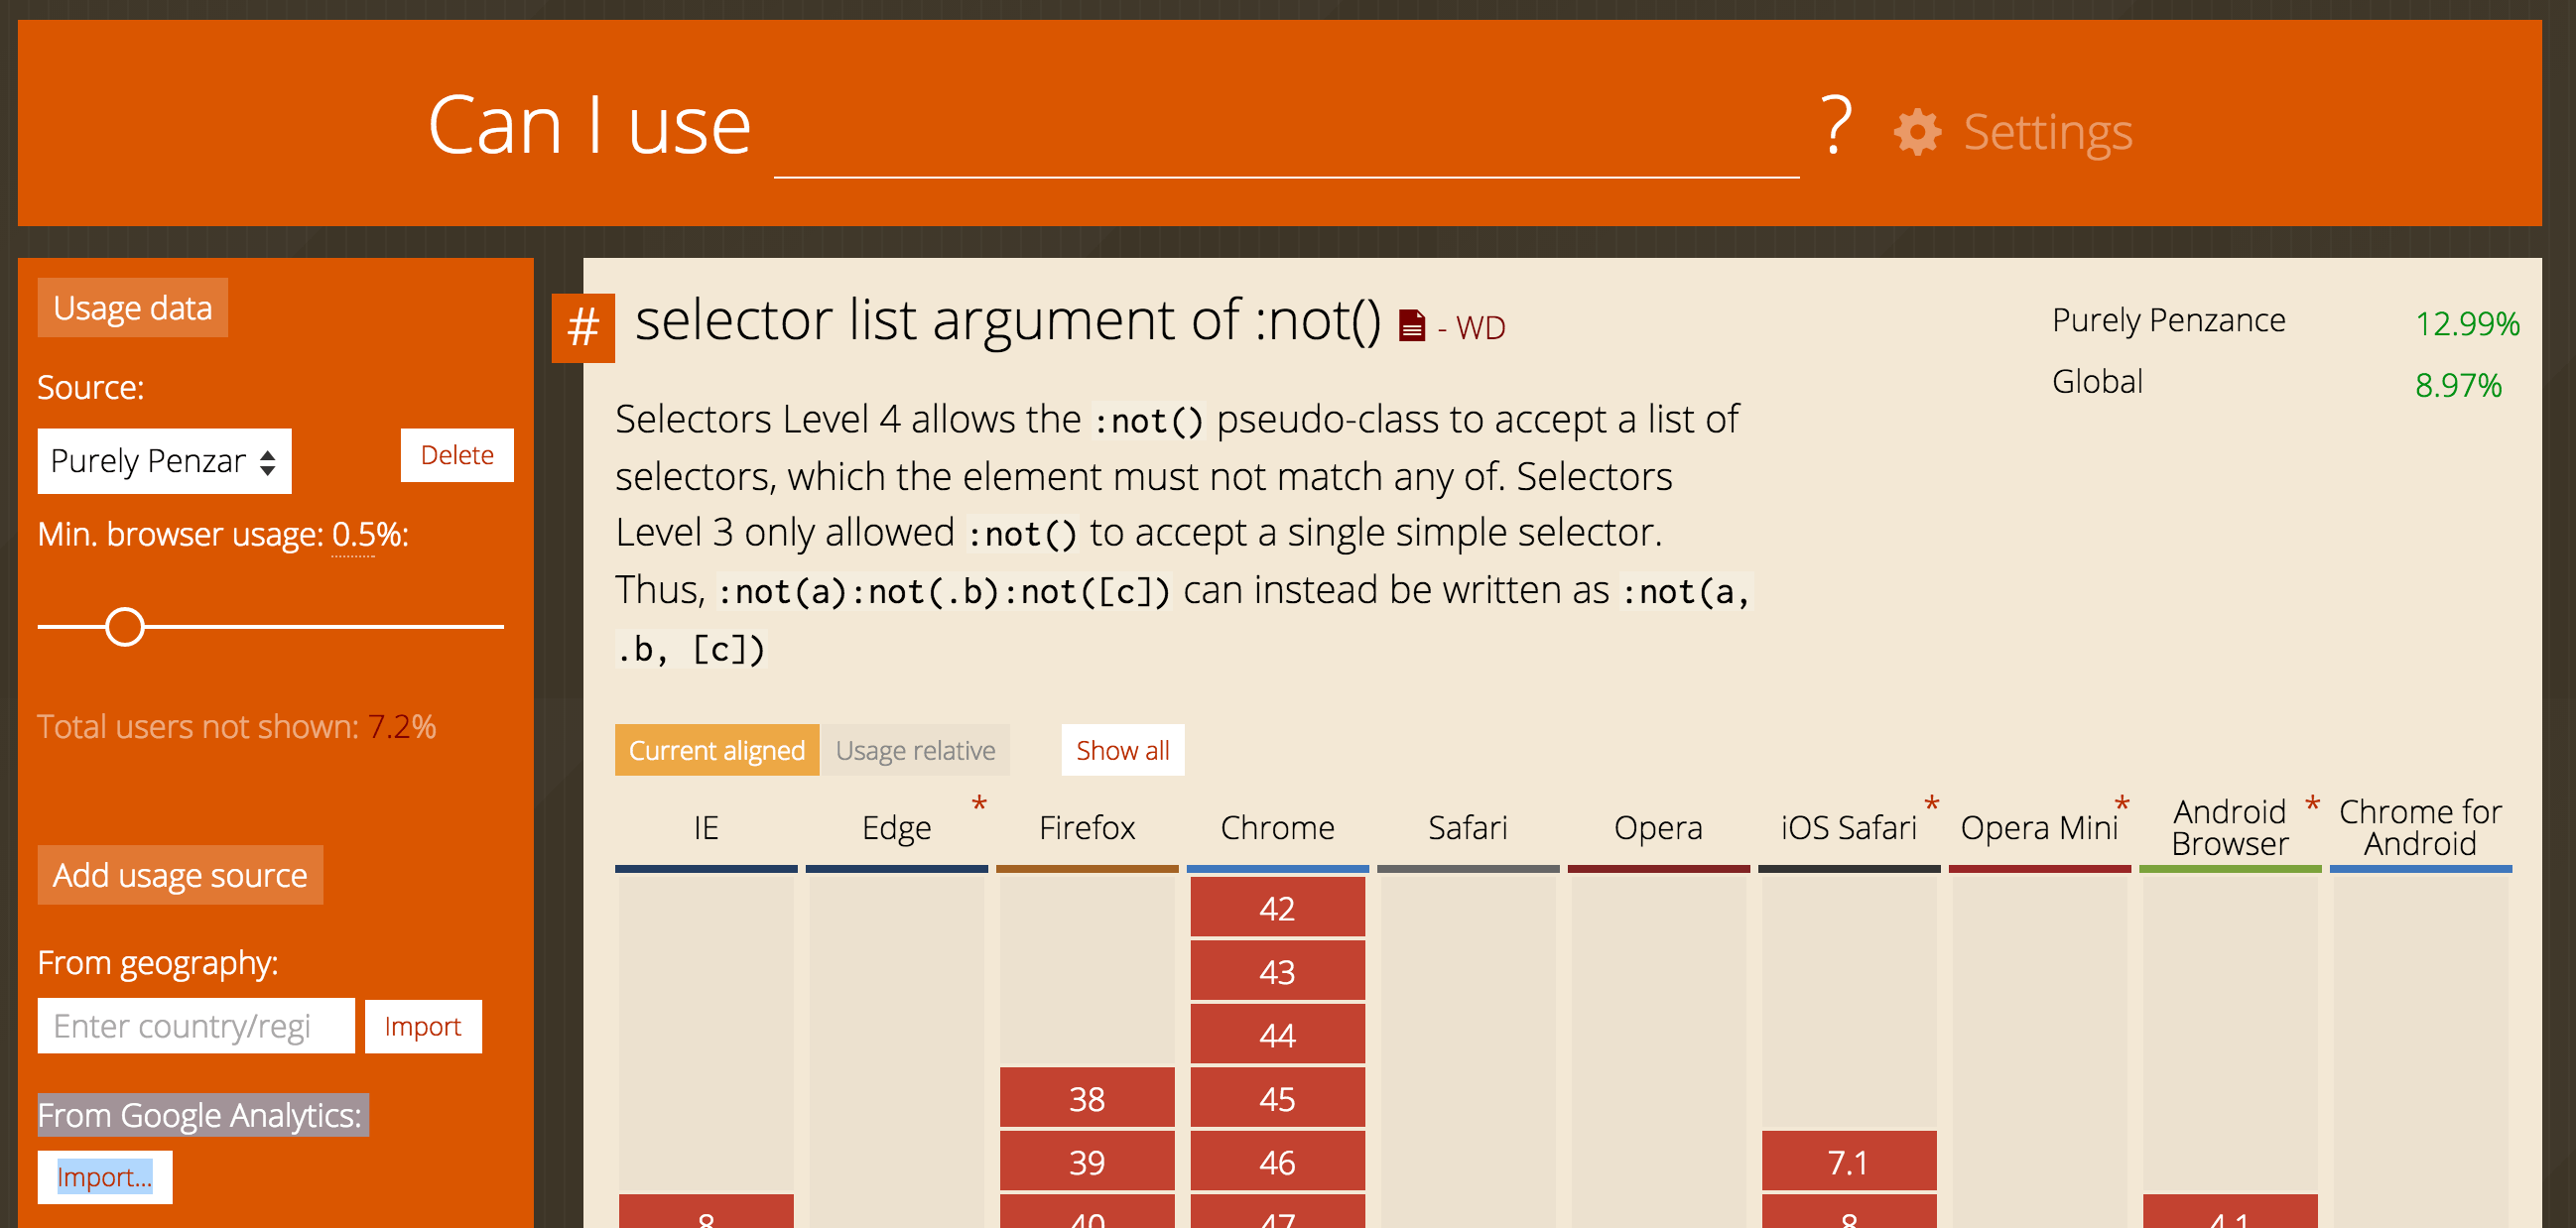 Can I use ? Settings
Usage data
Source:
Purely Penzar
Delete
Min. browser usage: 0.5%:
Total users not shown: 7.2%
Add usage source
From geography:
Enter country/regi
Import
From Google Analytics:
Import...
# selector list argument of :not() - WD
Purely Penzance 12.99%
Global 8.97%
Selectors Level 4 allows the :not() pseudo-class to accept a list of
selectors, which the element must not match any of. Selectors
Level 3 only allowed :not() to accept a single simple selector.
Thus, :not(a):not(.b):not([c]) can instead be written as :not(a,
.b, [c])
Current aligned Usage relative Show all
IE Edge * Firefox Chrome Safari Opera iOS Safari * Opera Mini * Android Browser * Chrome for Android
42
43
44
38 45
39 46 7.1
8 40 47 8 4.1